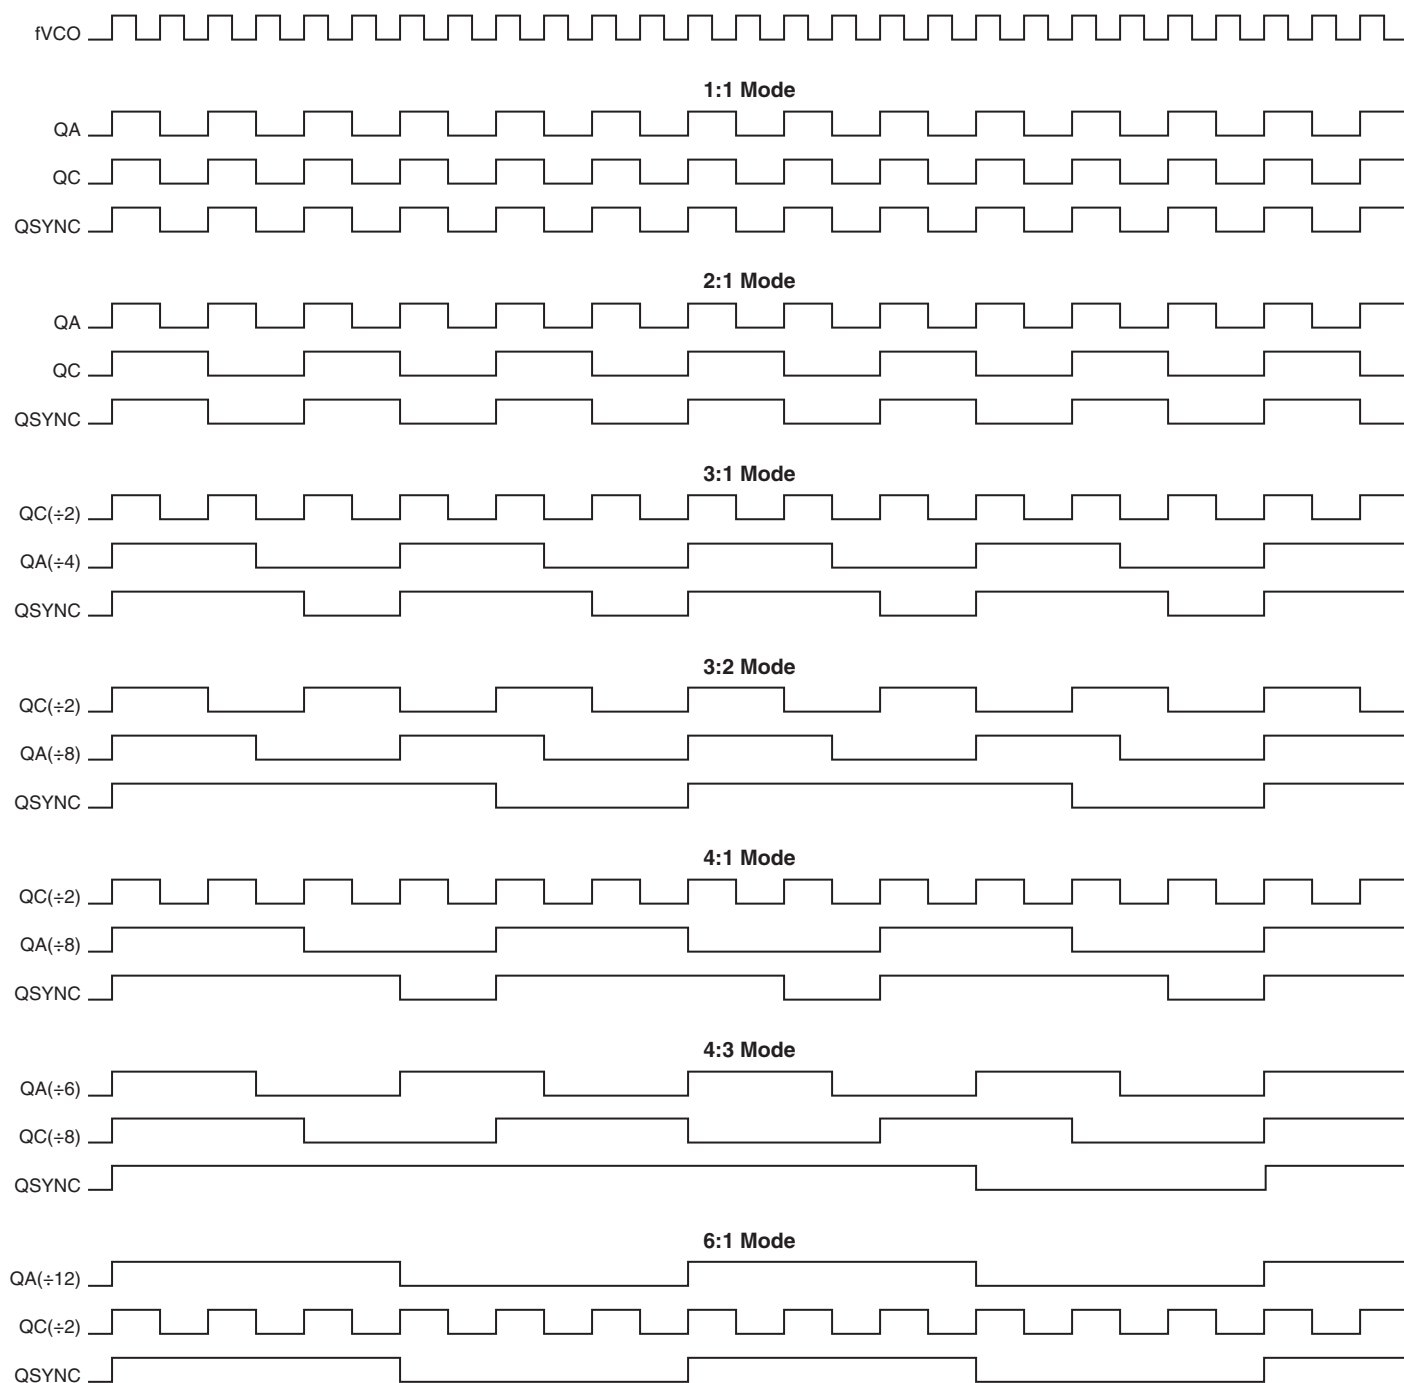 fVCO
1:1 Mode
QA
QC
QSYNC
2:1 Mode
QA
QC
QSYNC
3:1 Mode
QC(÷2)
QA(÷4)
QSYNC
3:2 Mode
QC(÷2)
QA(÷8)
QSYNC
4:1 Mode
QC(÷2)
QA(÷8)
QSYNC
4:3 Mode
QA(÷6)
QC(÷8)
QSYNC
6:1 Mode
QA(÷12)
QC(÷2)
QSYNC